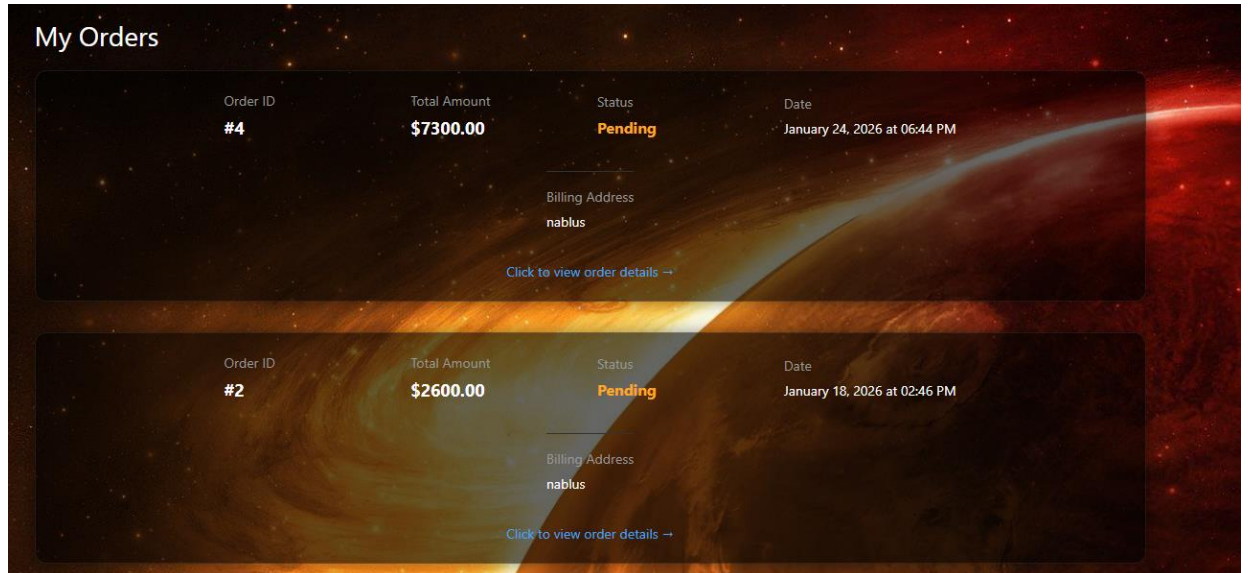 My Orders
Order ID Total Amount Status Date
#4 $7300.00 Pending January 24, 2026 at 06:44 PM
Billing Address
nablus
Click to view order details →
Order ID Total Amount Status Date
#2 $2600.00 Pending January 18, 2026 at 02:46 PM
Billing Address
nablus
Click to view order details →